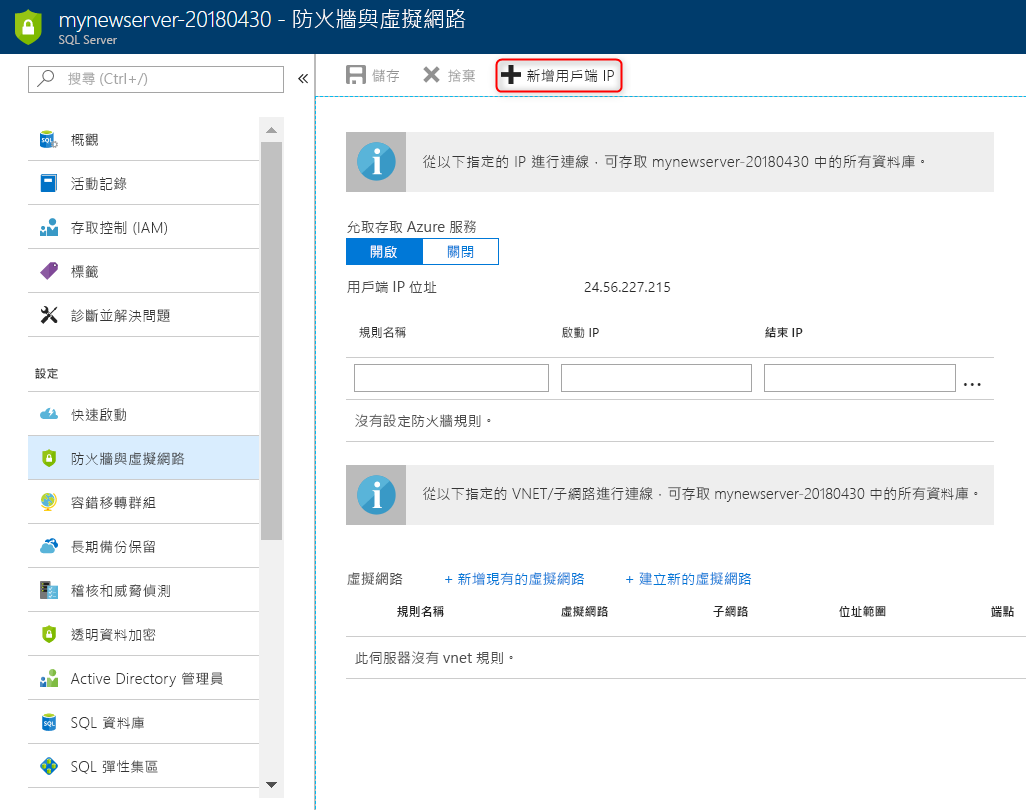 mynewserver-20180430 - 防火牆與虛擬網路
SQL Server
搜尋 (Ctrl+/)
«
概觀
活動記錄
存取控制 (IAM)
標籤
診斷並解決問題
設定
快速啟動
防火牆與虛擬網路
容錯移轉群組
長期備份保留
稽核和威脅偵測
透明資料加密
Active Directory 管理員
SQL 資料庫
SQL 彈性集區
儲存 捨棄 新增用戶端 IP
從以下指定的 IP 進行連線，可存取 mynewserver-20180430 中的所有資料庫。
允取存取 Azure 服務
開啟 關閉
用戶端 IP 位址 24.56.227.215
規則名稱 啟動 IP 結束 IP
...
沒有設定防火牆規則。
從以下指定的 VNET/子網路進行連線，可存取 mynewserver-20180430 中的所有資料庫。
虛擬網路 + 新增現有的虛擬網路 + 建立新的虛擬網路
規則名稱 虛擬網路 子網路 位址範圍 端點
此伺服器沒有 vnet 規則。